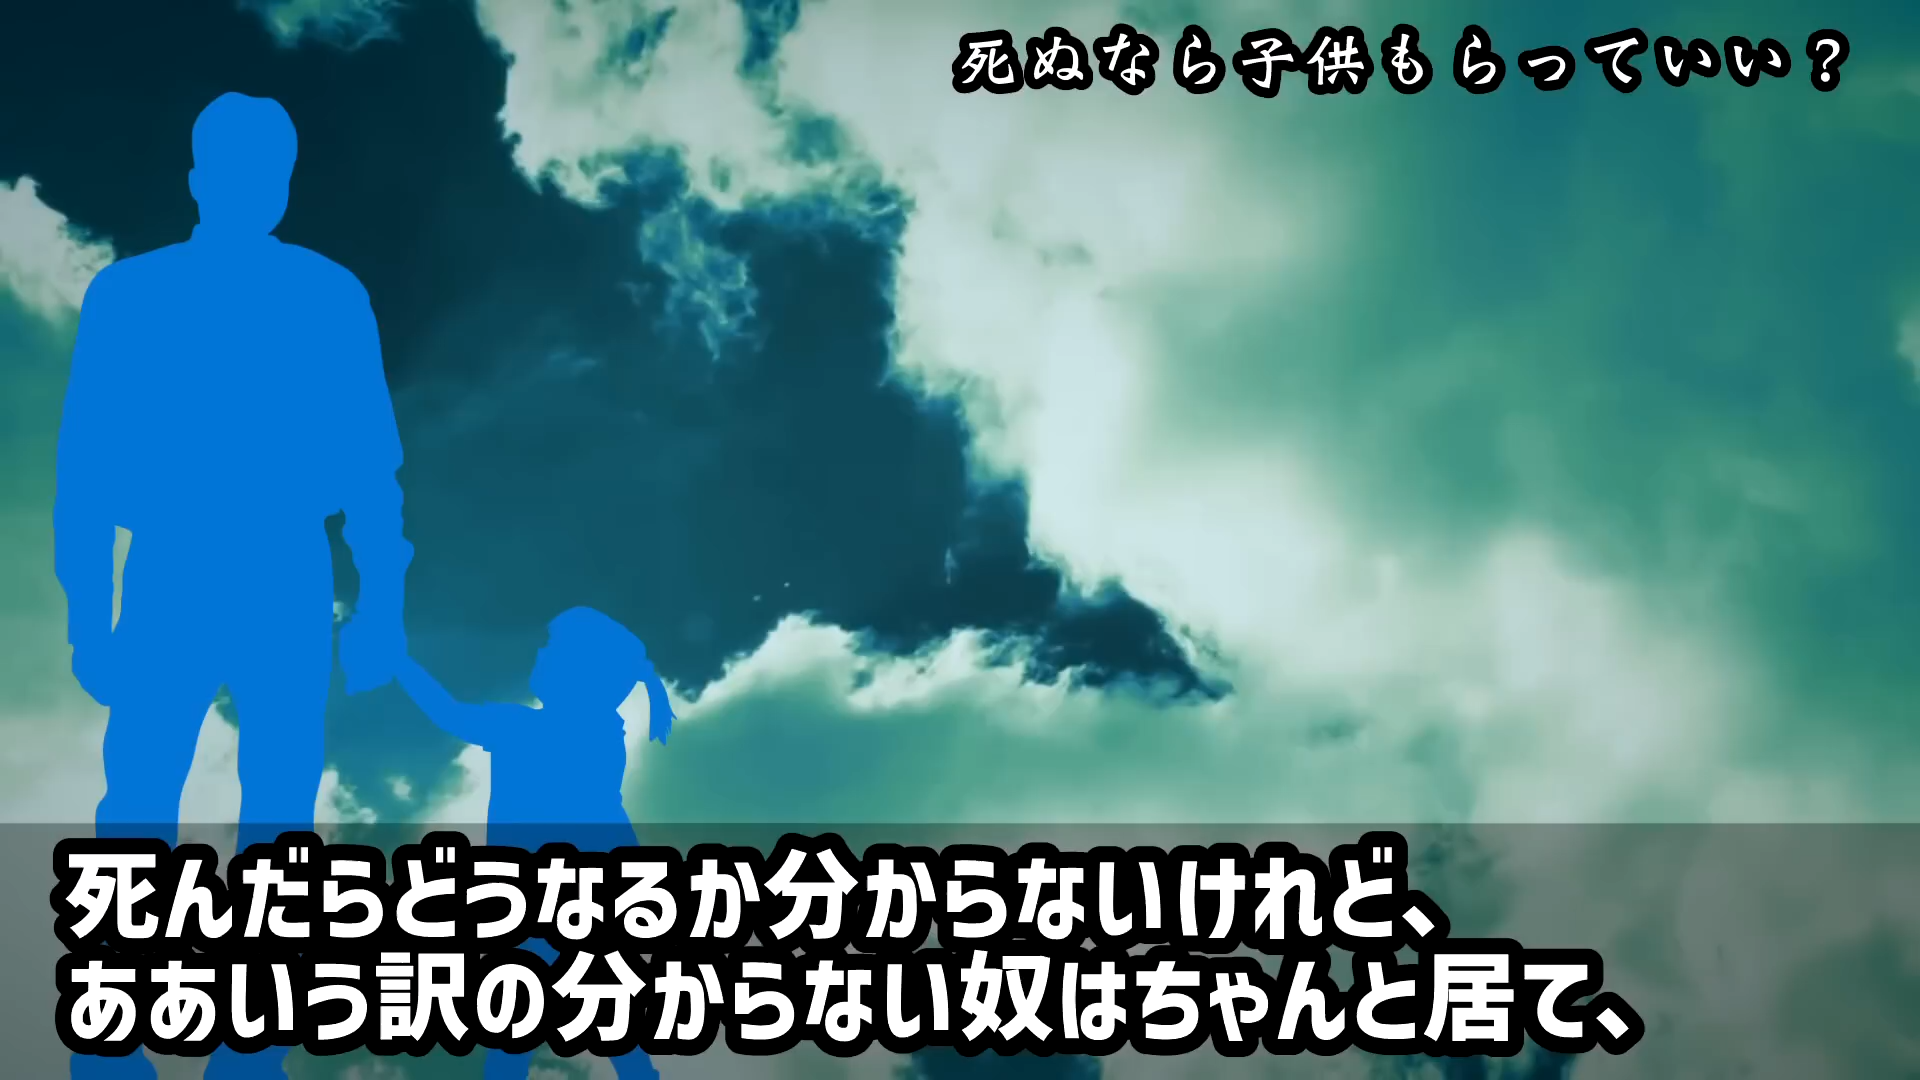 死ぬなら子供もらっていい？
死んだらどうなるか分からないけれど、
ああいう訳の分からない奴はちゃんと居て、